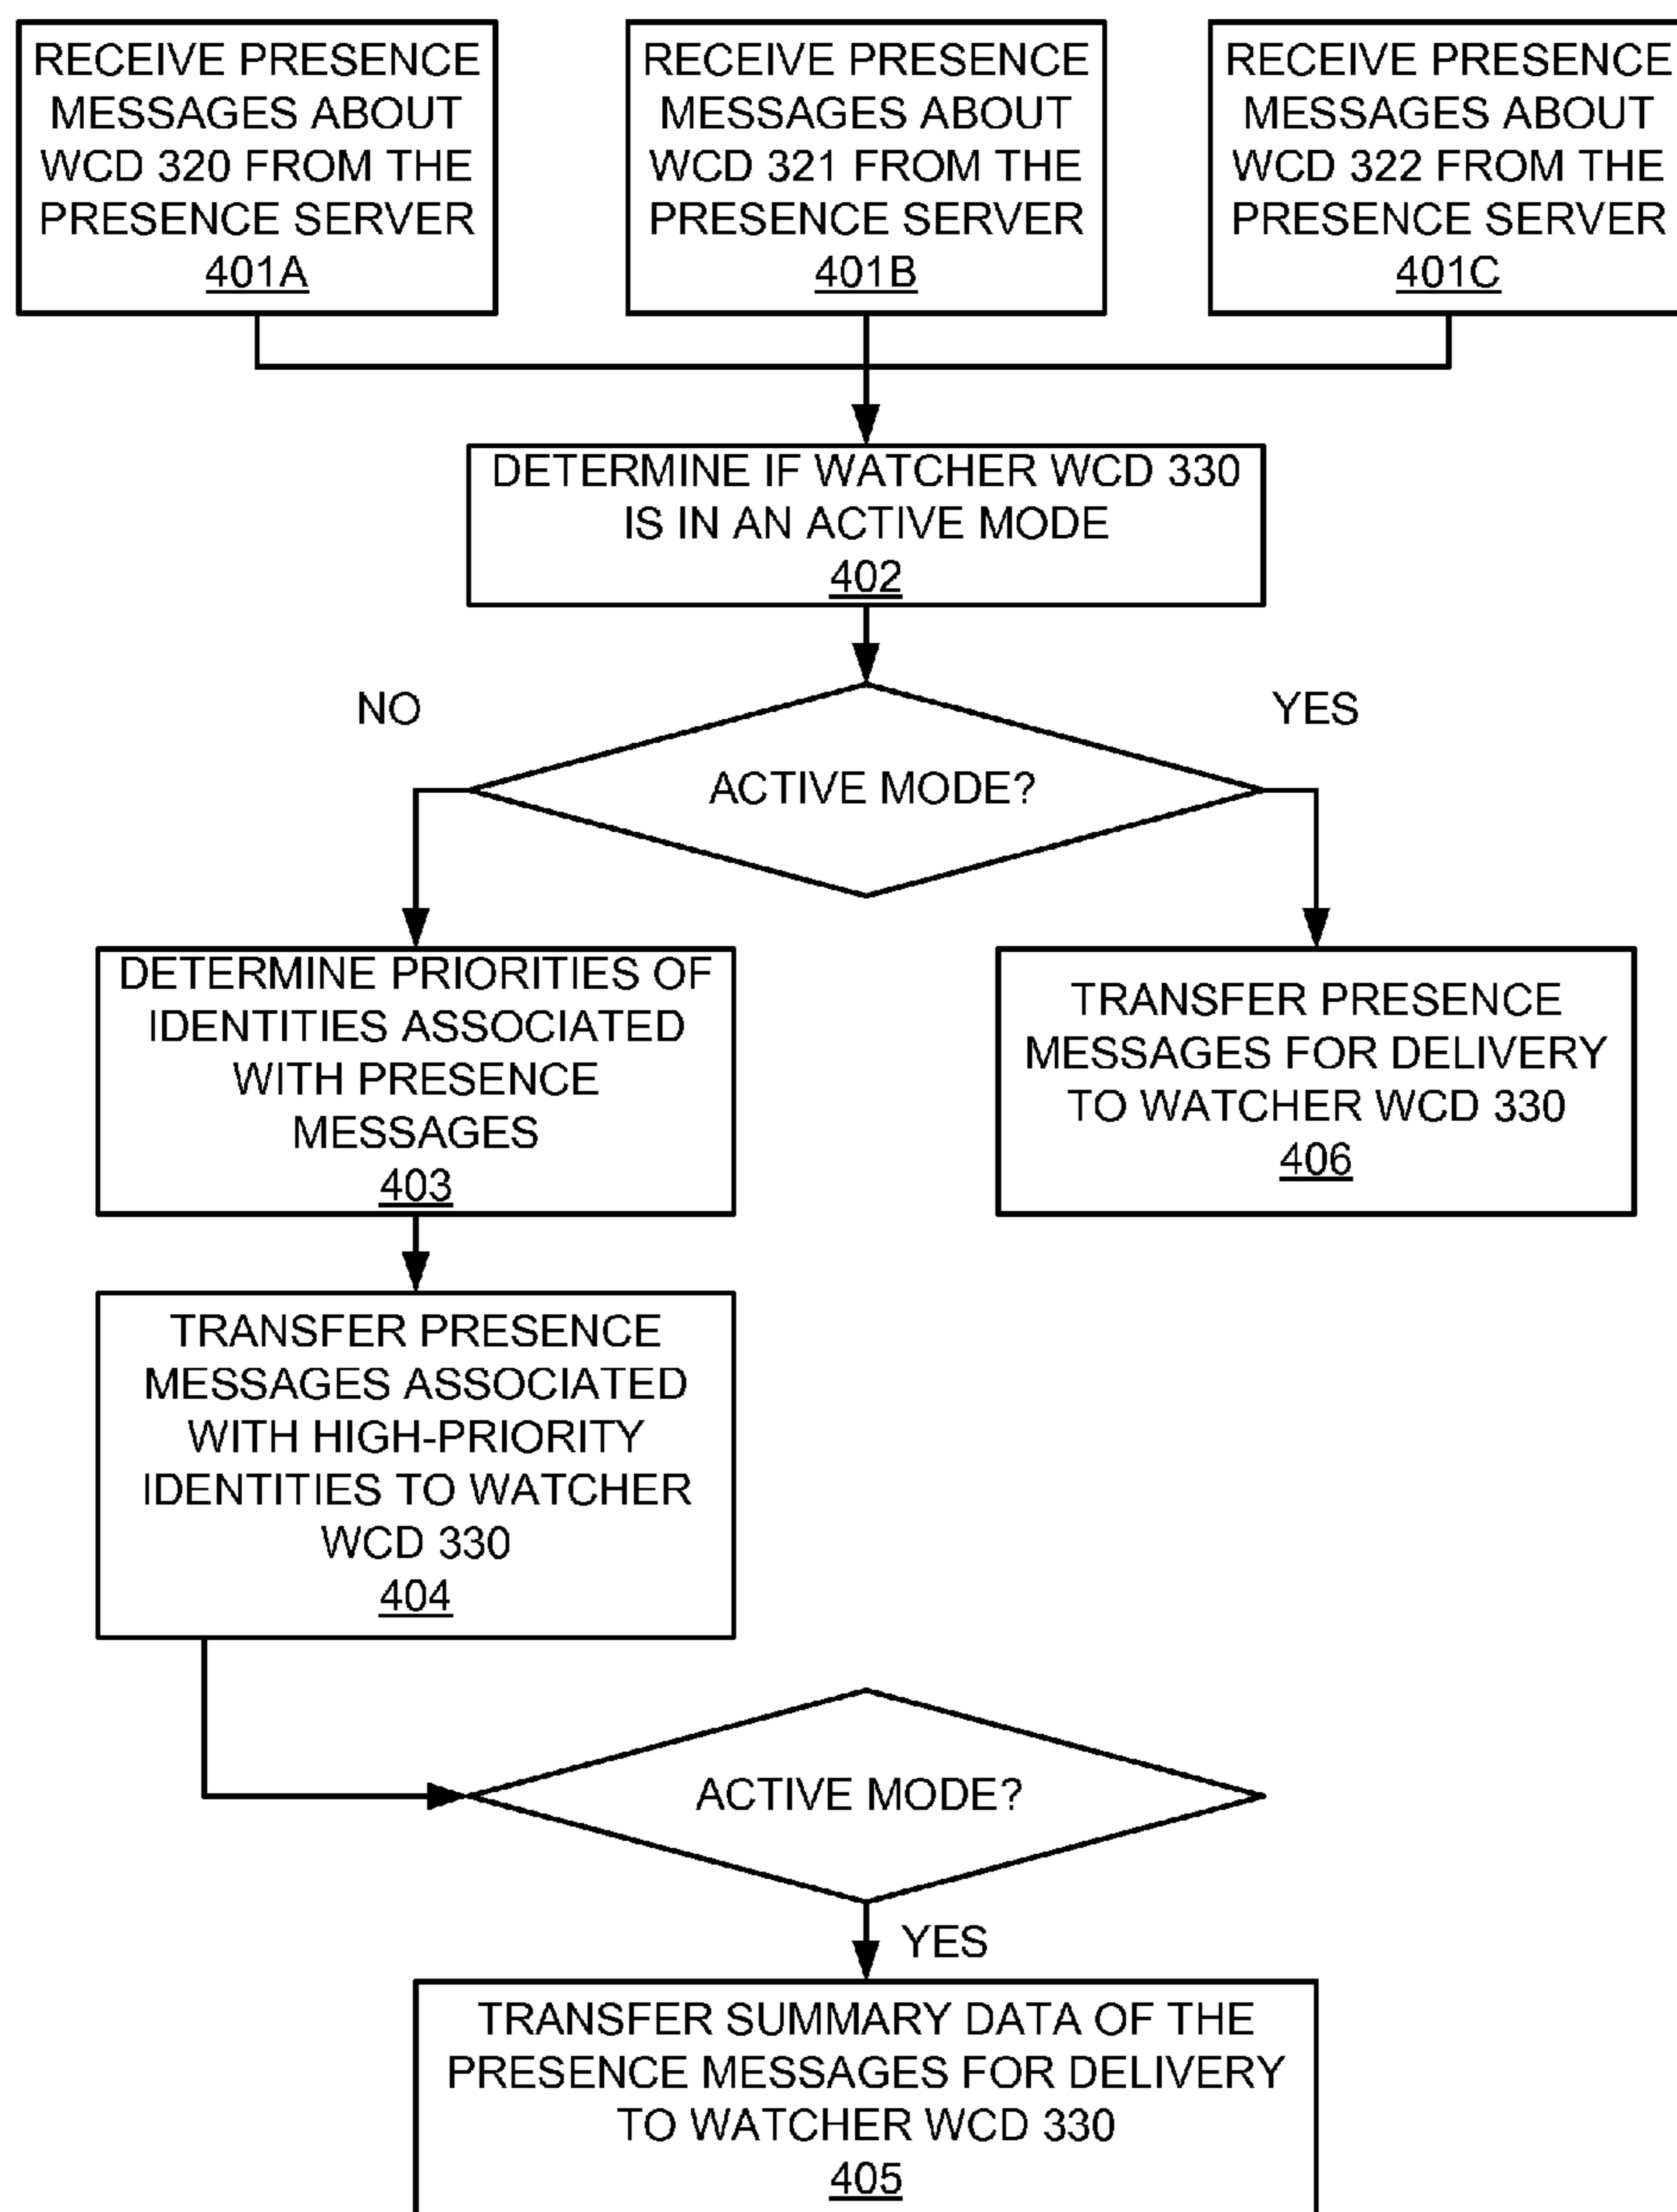 RECEIVE PRESENCE
MESSAGES ABOUT
WCD 320 FROM THE
PRESENCE SERVER
401A
RECEIVE PRESENCE
MESSAGES ABOUT
WCD 321 FROM THE
PRESENCE SERVER
401B
RECEIVE PRESENCE
MESSAGES ABOUT
WCD 322 FROM THE
PRESENCE SERVER
401C
DETERMINE IF WATCHER WCD 330
IS IN AN ACTIVE MODE
402
NO
YES
ACTIVE MODE?
DETERMINE PRIORITIES OF
IDENTITIES ASSOCIATED
WITH PRESENCE
MESSAGES
403
TRANSFER PRESENCE
MESSAGES FOR DELIVERY
TO WATCHER WCD 330
406
TRANSFER PRESENCE
MESSAGES ASSOCIATED
WITH HIGH-PRIORITY
IDENTITIES TO WATCHER
WCD 330
404
ACTIVE MODE?
YES
TRANSFER SUMMARY DATA OF THE
PRESENCE MESSAGES FOR DELIVERY
TO WATCHER WCD 330
405